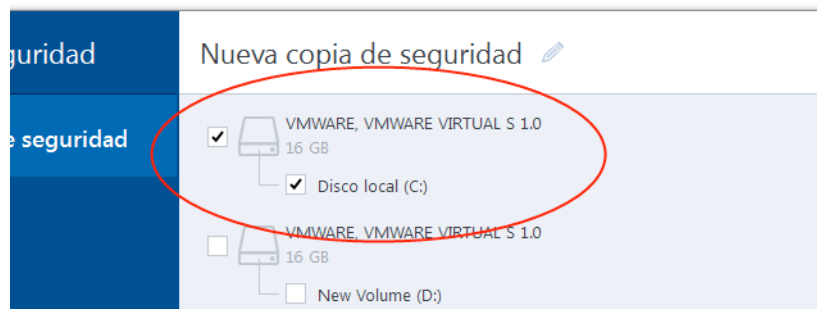 guridad
Nueva copia de seguridad
e seguridad
VMWARE, VMWARE VIRTUAL S 1.0
16 GB
Disco local (C:)
VMWARE, VMWARE VIRTUAL S 1.0
16 GB
New Volume (D:)